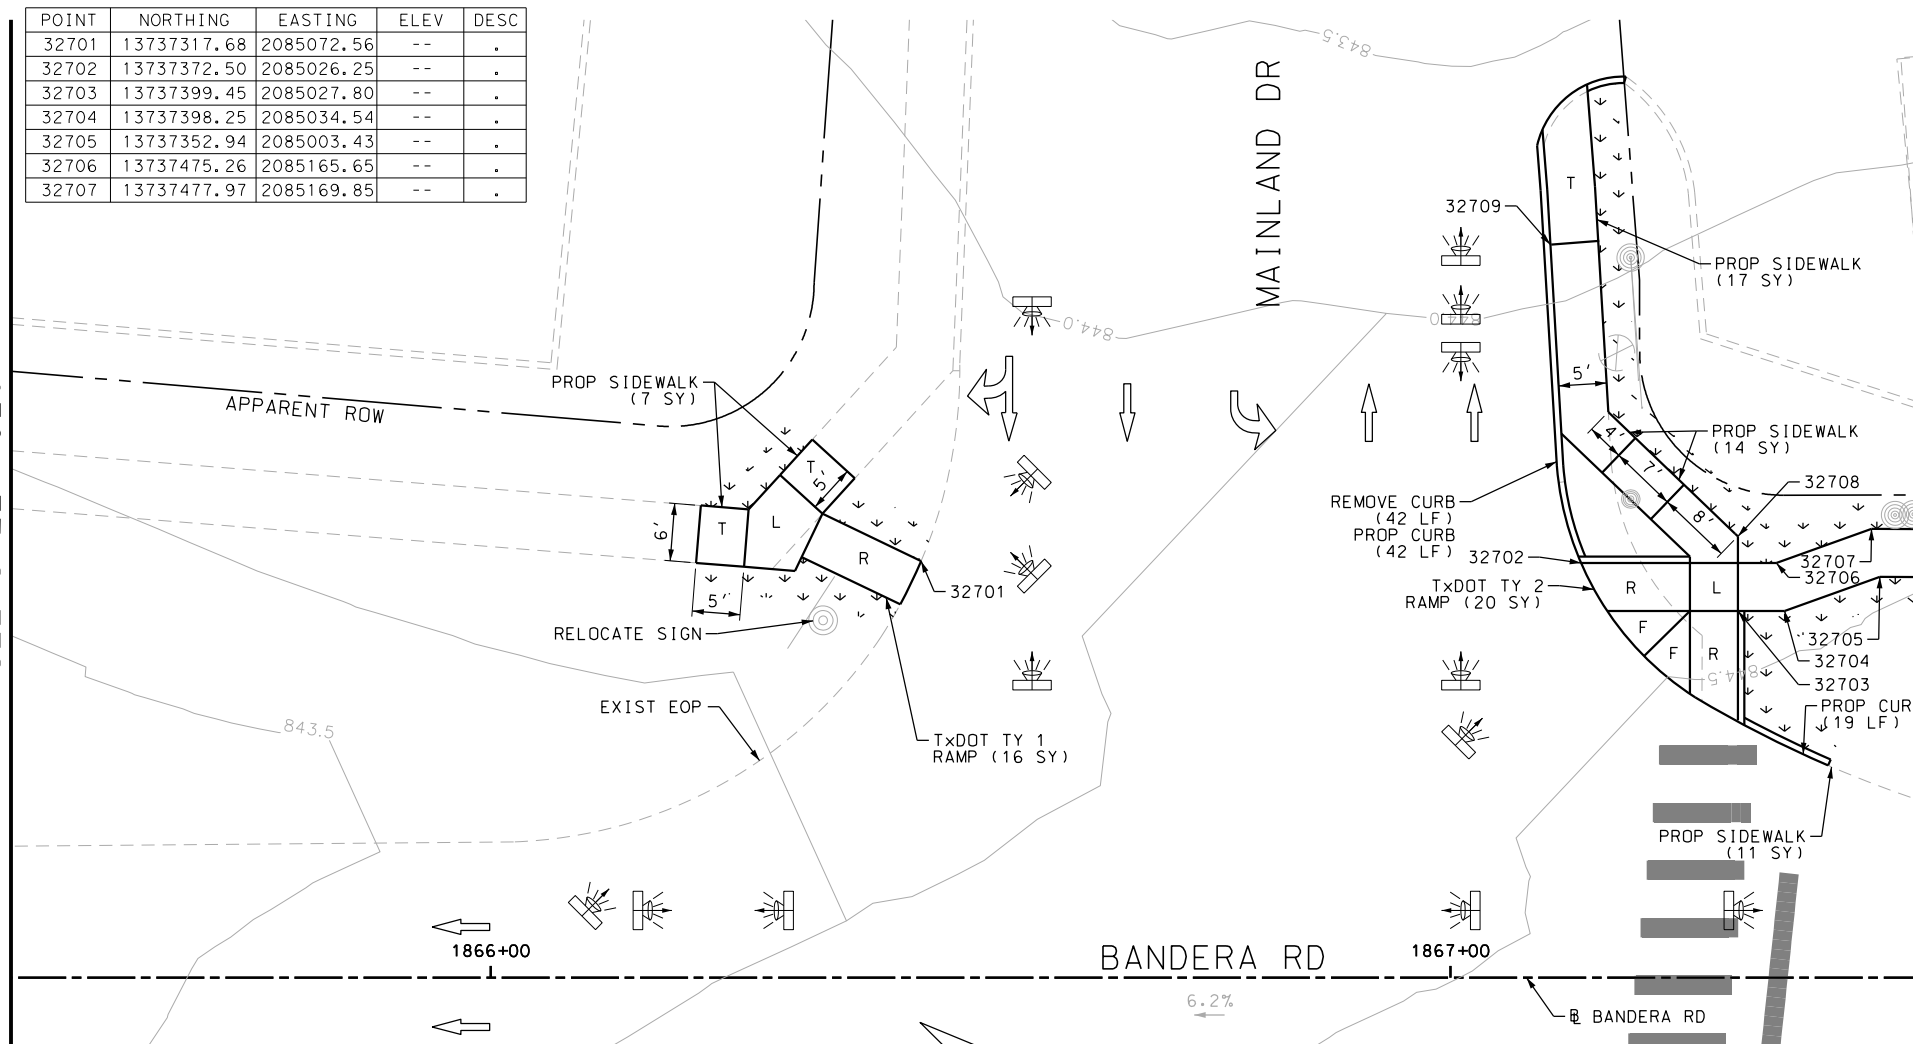 POINT NORTHING EASTING ELEV DESC
32701 13737317.68 2085072.56 -- .
32702 13737372.50 2085026.25 -- .
32703 13737399.45 2085027.80 -- .
32704 13737398.25 2085034.54 -- .
32705 13737352.94 2085003.43 -- .
32706 13737475.26 2085165.65 -- .
32707 13737477.97 2085169.85 -- .
843.5
MAINLAND DR
T
32709
PROP SIDEWALK
(17 SY)
844.0
844.0
PROP SIDEWALK
(7 SY)
APPARENT ROW
5'
4'
PROP SIDEWALK
(14 SY)
T
5'
7'
32708
REMOVE CURB
(42 LF)
PROP CURB
(42 LF)
8'
6'
T
L
R
32702
32707
32706
TxDOT TY 2
RAMP (20 SY)
R
L
32701
5'
F
RELOCATE SIGN
32705
F
R
32704
844.5
32703
EXIST EOP
PROP CUR
(19 LF)
843.5
TxDOT TY 1
RAMP (16 SY)
PROP SIDEWALK
(11 SY)
1866+00
BANDERA RD
1867+00
6.2%
BL BANDERA RD